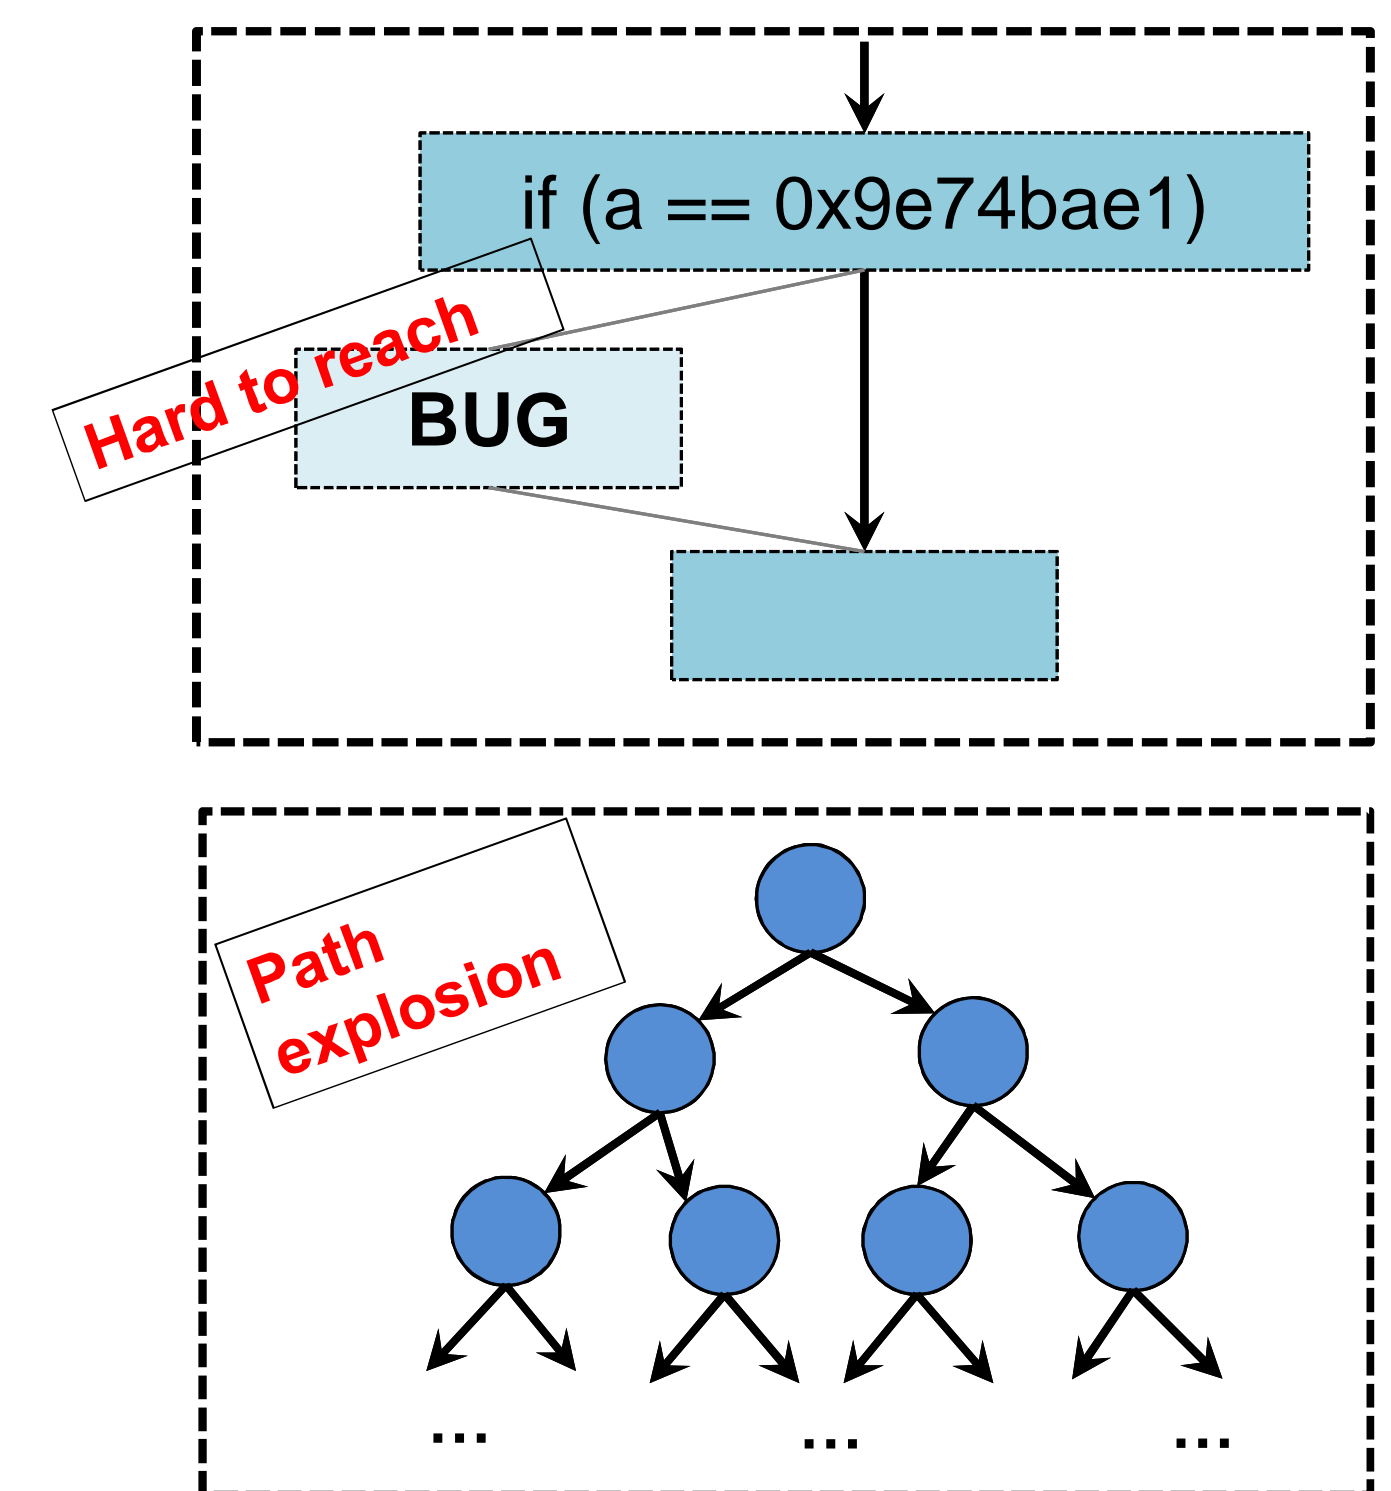 if (a == 0x9e74bae1)
Hard to reach
BUG
Path
explosion
... ... ...